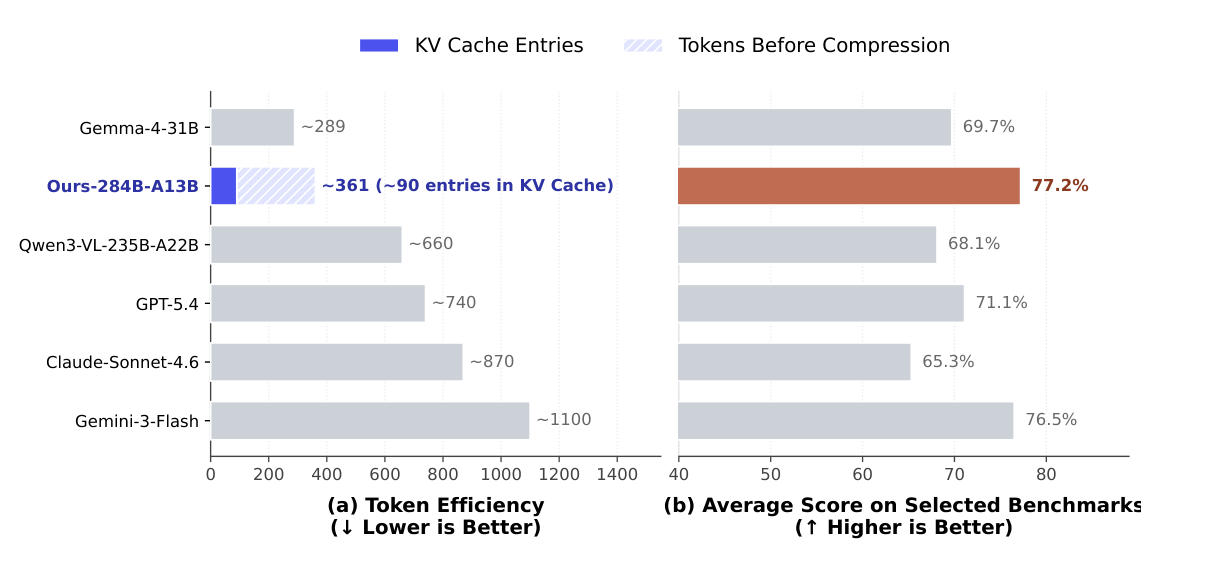 KV Cache Entries
Tokens Before Compression
Gemma-4-31B
~289
69.7%
Ours-284B-A13B
~361 (~90 entries in KV Cache)
77.2%
Qwen3-VL-235B-A22B
~660
68.1%
GPT-5.4
~740
71.1%
Claude-Sonnet-4.6
~870
65.3%
Gemini-3-Flash
~1100
76.5%
0 200 400 600 800 1000 1200 1400
40 50 60 70 80
(a) Token Efficiency
(↓ Lower is Better)
(b) Average Score on Selected Benchmarks
(↑ Higher is Better)